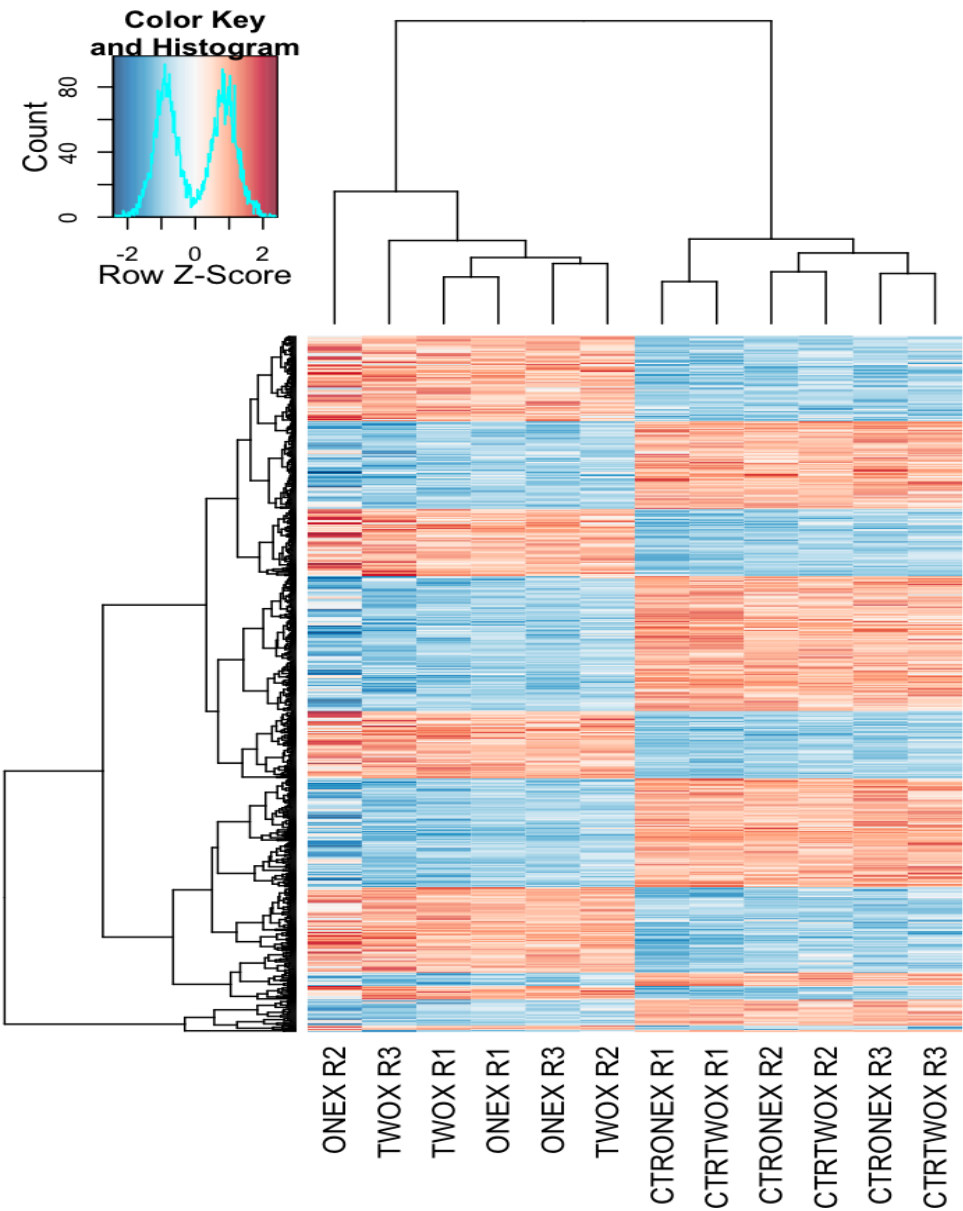 Color Key
and Histogram
Count
0 40 80
-2 0 2
Row Z-Score
ONEX R2
TWOX R3
TWOX R1
ONEX R1
ONEX R3
TWOX R2
CTRONEX R1
CTRTWOX R1
CTRONEX R2
CTRTWOX R2
CTRONEX R3
CTRTWOX R3